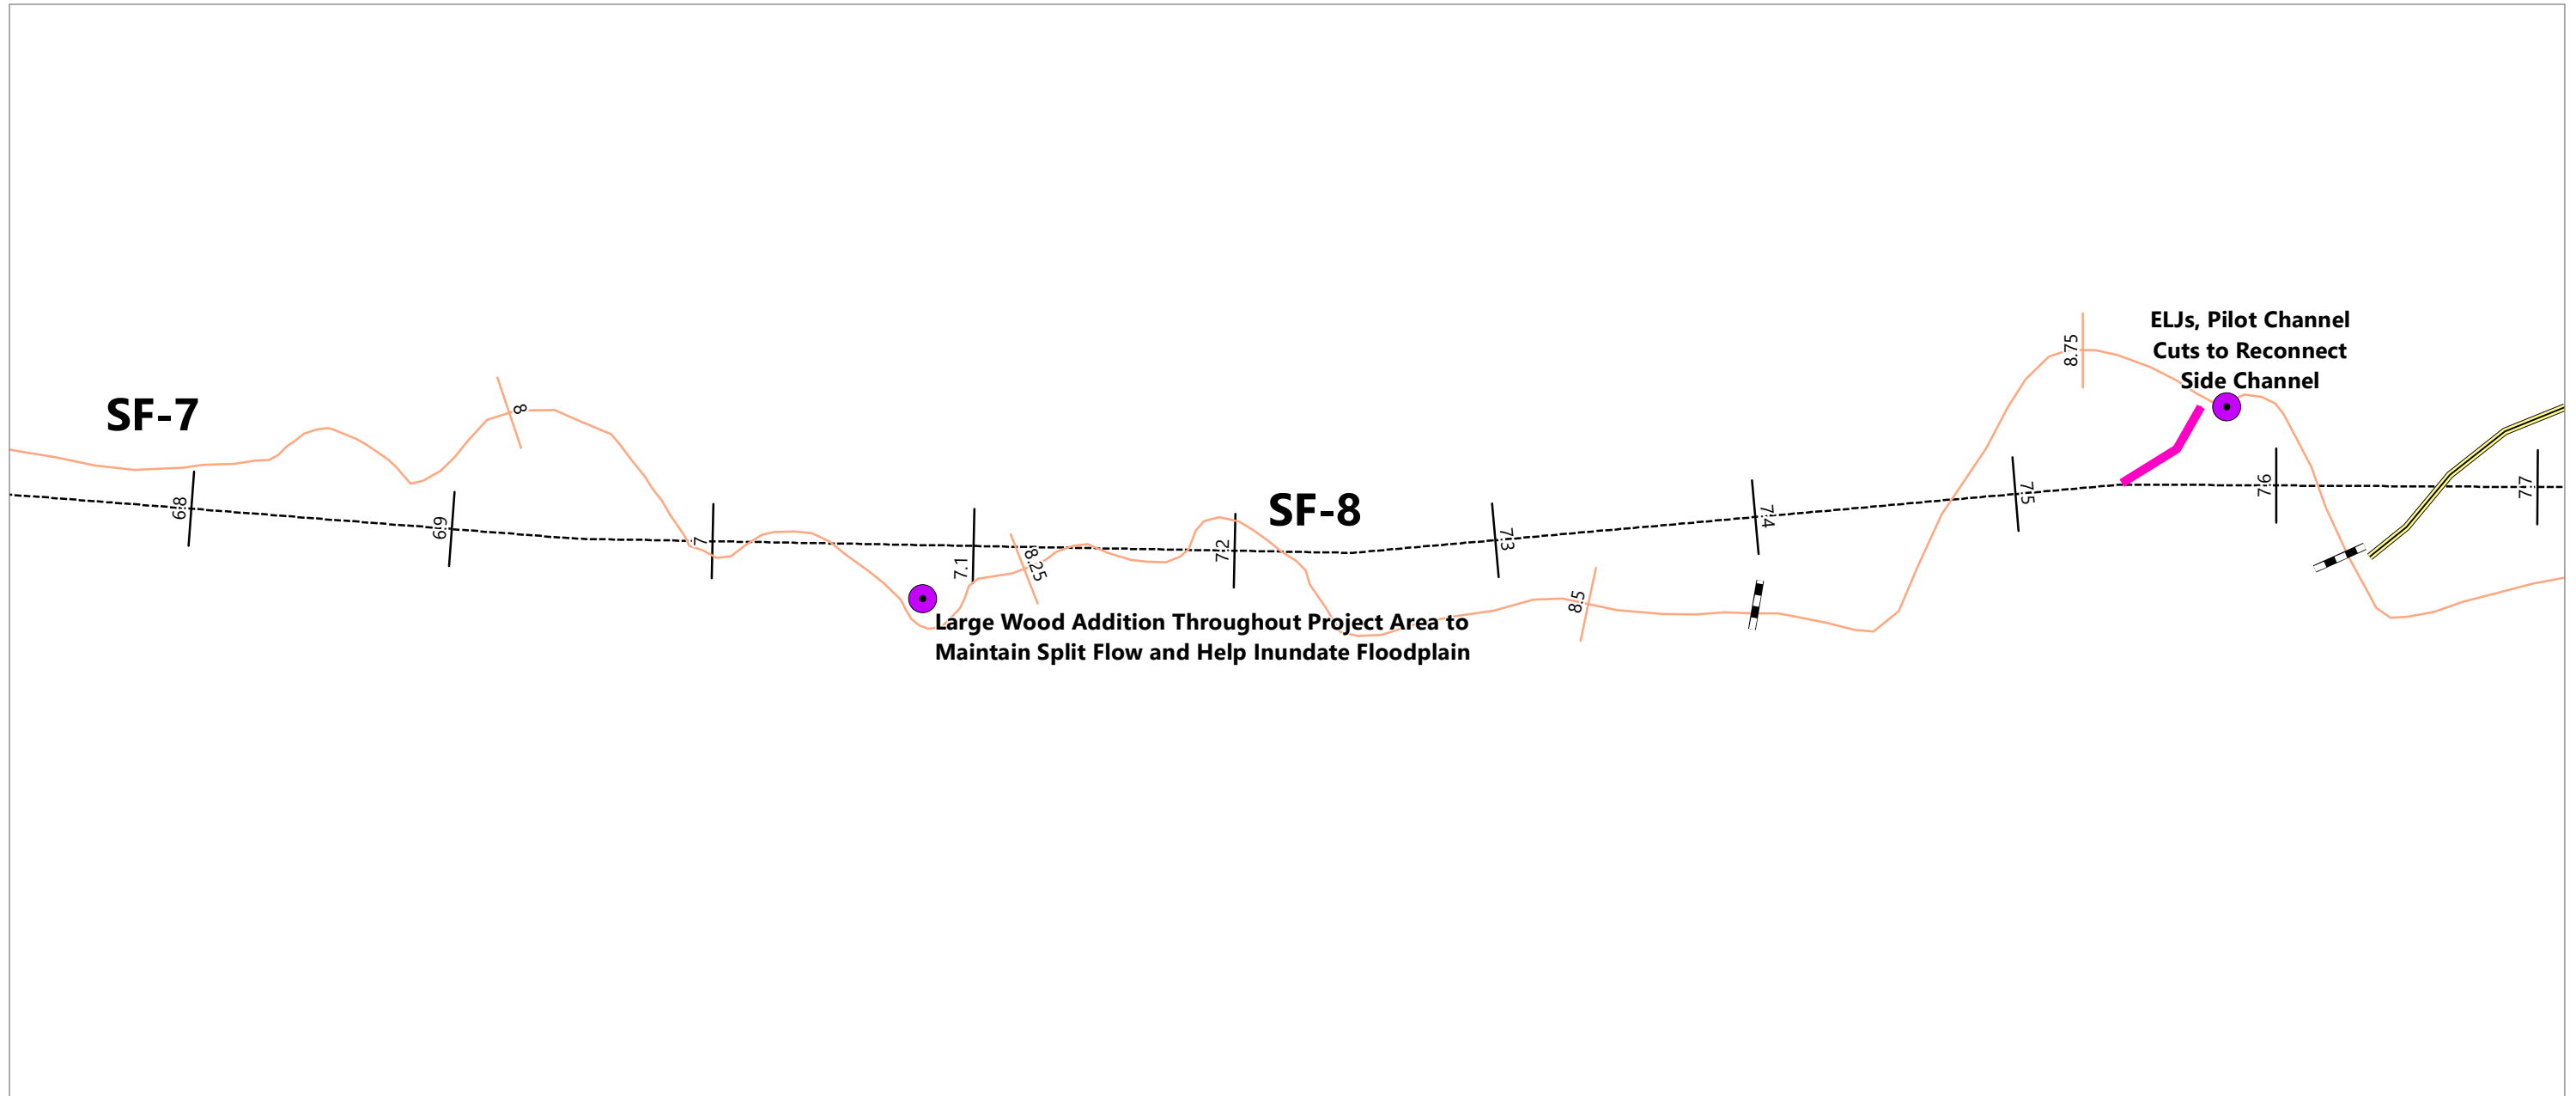 ELJs, Pilot Channel
Cuts to Reconnect
Side Channel
8.75
SF-7
8
SF-8
6.8
6.9
7
7.1
8.25
7.2
7.3
7.4
7.5
7.6
7.7
8.5
Large Wood Addition Throughout Project Area to
Maintain Split Flow and Help Inundate Floodplain